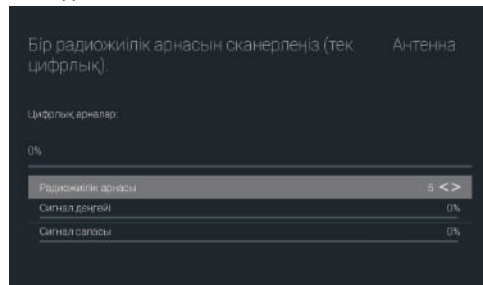 Бір радиожиілік арнасын сканерлеңіз (тек Антенна
цифрлық).
Цифрлық арналар:
0%
Радиожиілік арнасы 5 < >
Сигнал деңгейі 0%
Сигнал сапасы 0%